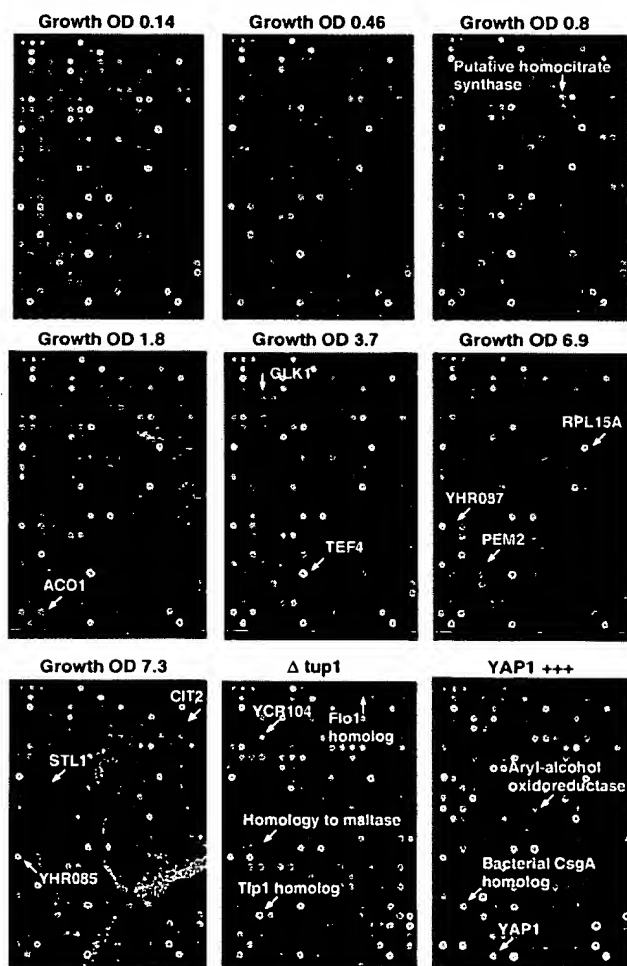 Growth OD 0.14
Growth OD 0.46
Growth OD 0.8
Putative homocitrate
synthase
Growth OD 1.8
Growth OD 3.7
Growth OD 6.9
ACO1
GLK1
TEF4
RPL15A
YHR087
PEM2
Growth OD 7.3
Δ tup1
YAP1 +++
CIT2
STL1
YHR085
YCR104
Flo1
homolog
Homology to maltase
Tfp1 homolog
Aryl-alcohol
oxidoreductase
Bacterial CsgA
homolog
YAP1